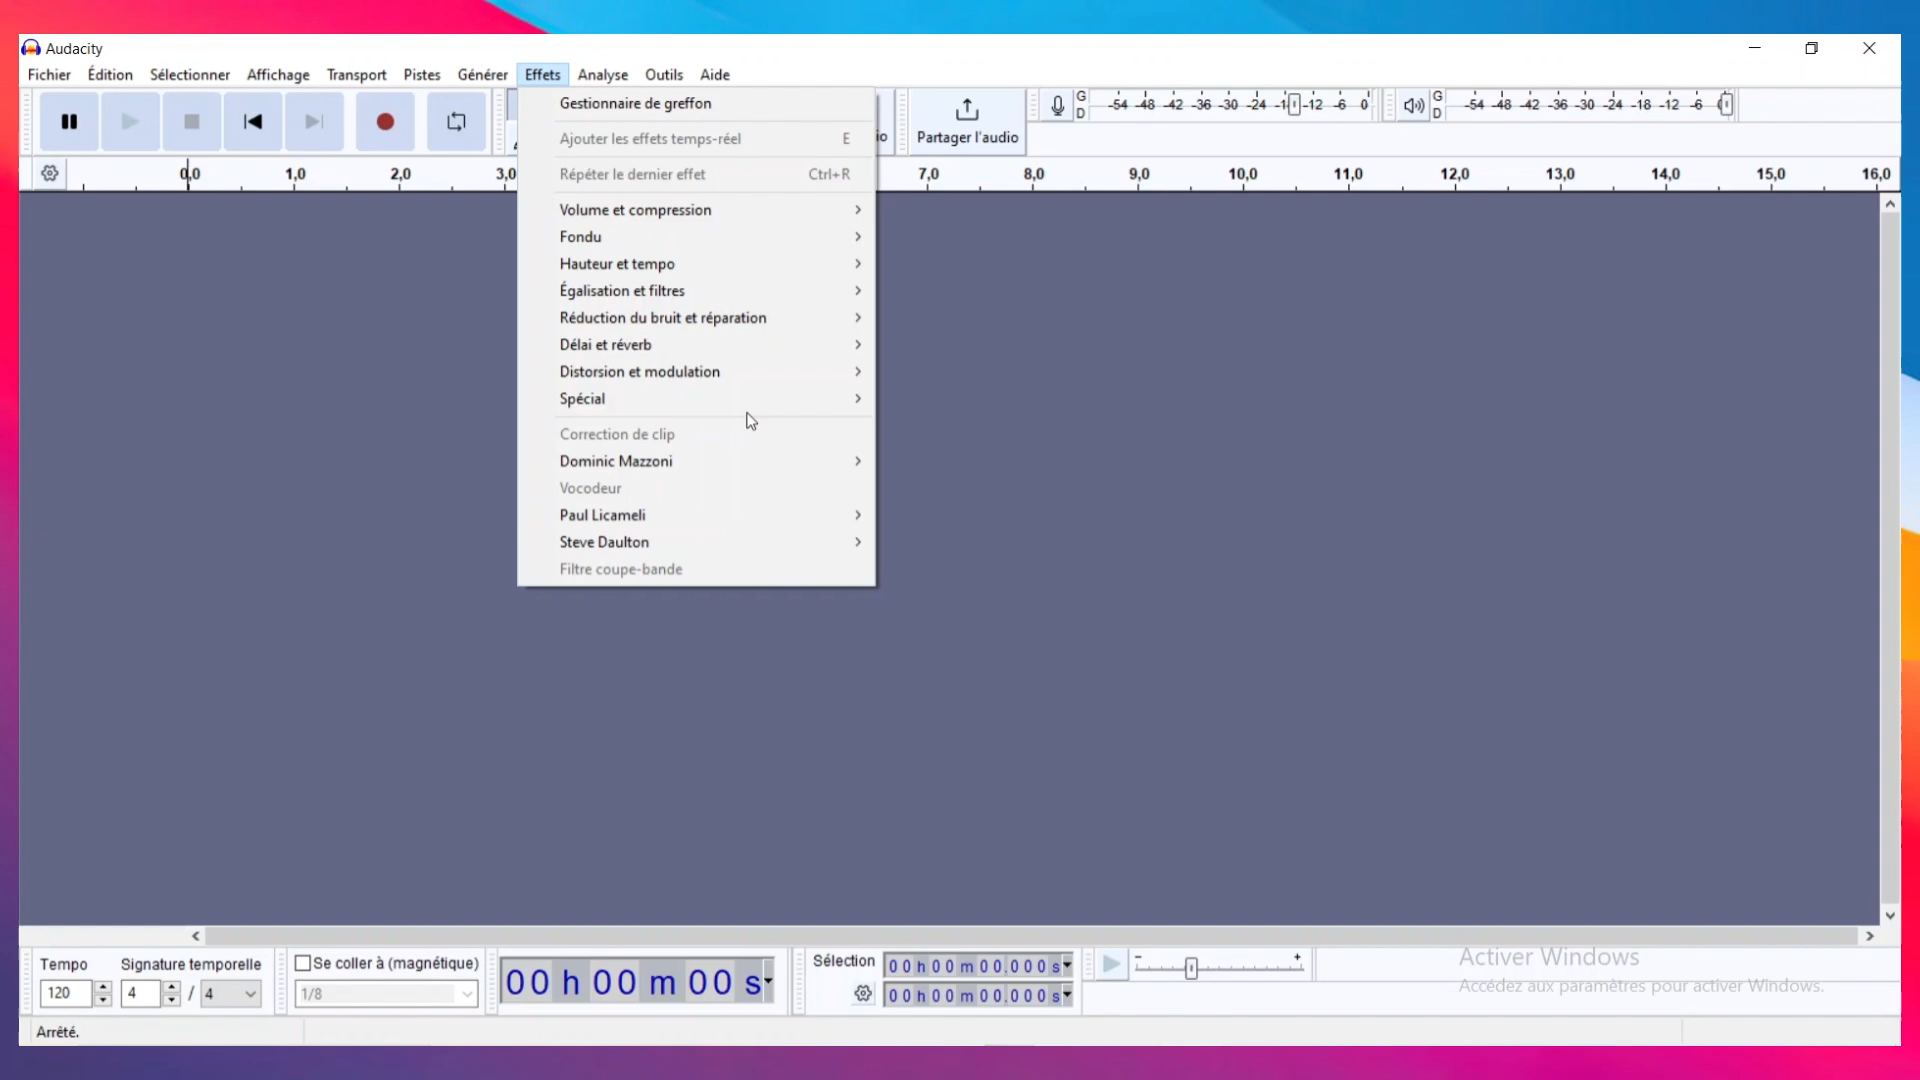 Audacity
Fichier Édition Sélectionner Affichage Transport Pistes Générer Effets Analyse Outils Aide
Gestionnaire de greffon
Ajouter les effets temps-réel E
Répéter le dernier effet Ctrl+R
Volume et compression
Fondu
Hauteur et tempo
Égalisation et filtres
Réduction du bruit et réparation
Délai et réverb
Distorsion et modulation
Spécial
Correction de clip
Dominic Mazzoni
Vocodeur
Paul Licameli
Steve Daulton
Filtre coupe-bande
io
Partager l'audio
G
D
-54 -48 -42 -36 -30 -24 -12 -6 0
G
D
-54 -48 -42 -36 -30 -24 -18 -12 -6
0,0 1,0 2,0 3,0 7,0 8,0 9,0 10,0 11,0 12,0 13,0 14,0 15,0 16,0
Tempo
120
Signature temporelle
4 / 4
Se coller à (magnétique)
1/8
00 h 00 m 00 s
Sélection
00 h 00 m 00.000 s
00 h 00 m 00.000 s
- +
Activer Windows
Accédez aux paramètres pour activer Windows.
Arrêté.